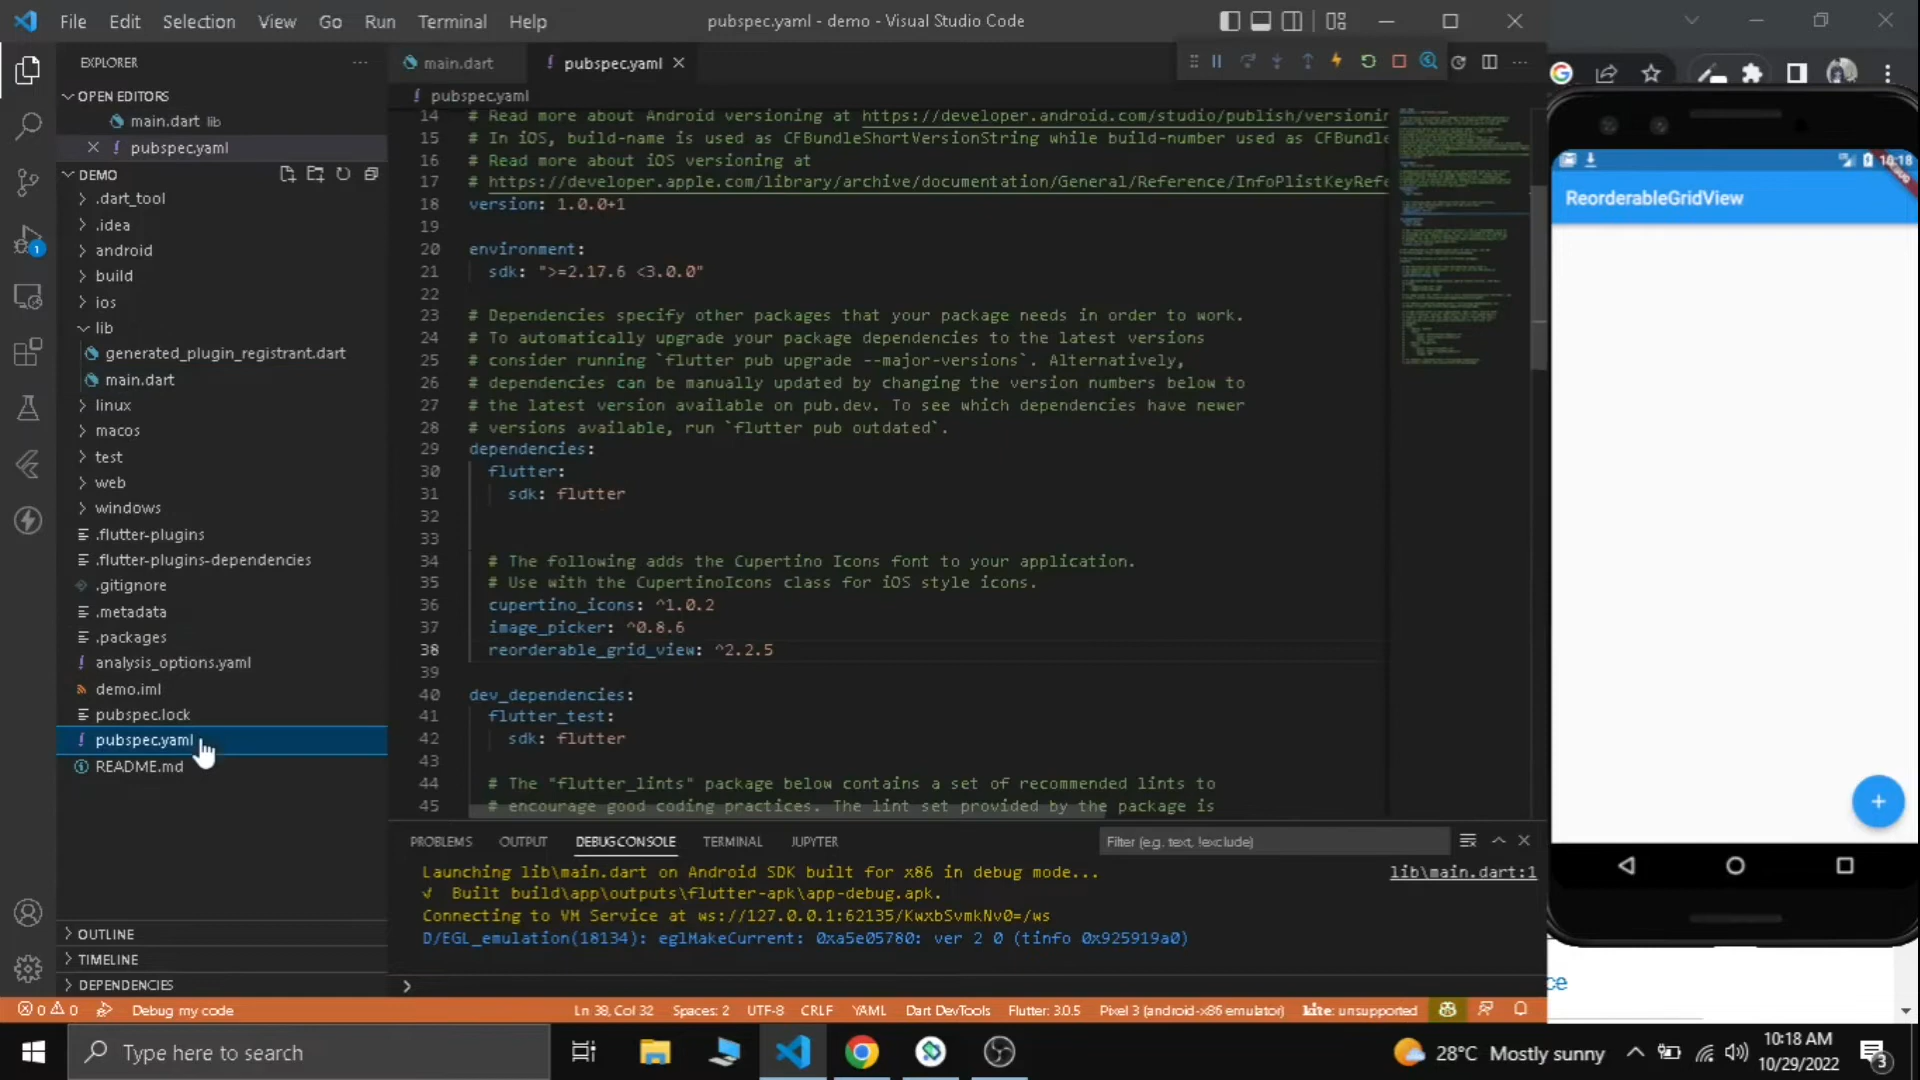 File Edit Selection View Go Run Terminal Help
pubspec.yaml - demo - Visual Studio Code
EXPLORER
OPEN EDITORS
main.dart lib
pubspec.yaml
DEMO
.dart_tool
.idea
android
build
ios
lib
generated_plugin_registrant.dart
main.dart
linux
macos
test
web
windows
.flutter-plugins
.flutter-plugins-dependencies
.gitignore
.metadata
.packages
analysis_options.yaml
demo.iml
pubspec.lock
pubspec.yaml
README.md
OUTLINE
TIMELINE
DEPENDENCIES
main.dart
pubspec.yaml
pubspec.yaml
14 # Read more about Android versioning at https://developer.android.com/studio/publish/versionin
15 # In iOS, build-name is used as CFBundleShortVersionString while build-number used as CFBundle
16 # Read more about iOS versioning at
17 # https://developer.apple.com/library/archive/documentation/General/Reference/InfoPlistKeyRefe
18 version: 1.0.0+1
19
20 environment:
21 sdk: ">=2.17.6 <3.0.0"
22
23 # Dependencies specify other packages that your package needs in order to work.
24 # To automatically upgrade your package dependencies to the latest versions
25 # consider running `flutter pub upgrade --major-versions`. Alternatively,
26 # dependencies can be manually updated by changing the version numbers below to
27 # the latest version available on pub.dev. To see which dependencies have newer
28 # versions available, run `flutter pub outdated`.
29 dependencies:
30 flutter:
31 sdk: flutter
32
33
34 # The following adds the Cupertino Icons font to your application.
35 # Use with the CupertinoIcons class for iOS style icons.
36 cupertino_icons: ^1.0.2
37 image_picker: ^0.8.6
38 reorderable_grid_view: ^2.2.5
39
40 dev_dependencies:
41 flutter_test:
42 sdk: flutter
43
44 # The "flutter_lints" package below contains a set of recommended lints to
45 # encourage good coding practices. The lint set provided by the package is
PROBLEMS OUTPUT DEBUG CONSOLE TERMINAL JUPYTER
Filter (e.g. text, !exclude)
Launching lib\main.dart on Android SDK built for x86 in debug mode...
lib\main.dart:1
√ Built build\app\outputs\flutter-apk\app-debug.apk.
Connecting to VM Service at ws://127.0.0.1:62135/KwxbSvmkNv0=/ws
D/EGL_emulation(18134): eglMakeCurrent: 0xa5e05780: ver 2 0 (tinfo 0x925919a0)
10:18
ReorderableGridView
ce
1
0 0 Debug my code Ln 38, Col 32 Spaces: 2 UTF-8 CRLF YAML Dart DevTools Flutter: 3.0.5 Pixel 3 (android-x86 emulator) kite: unsupported
Type here to search
28°C Mostly sunny
10:18 AM
10/29/2022
3